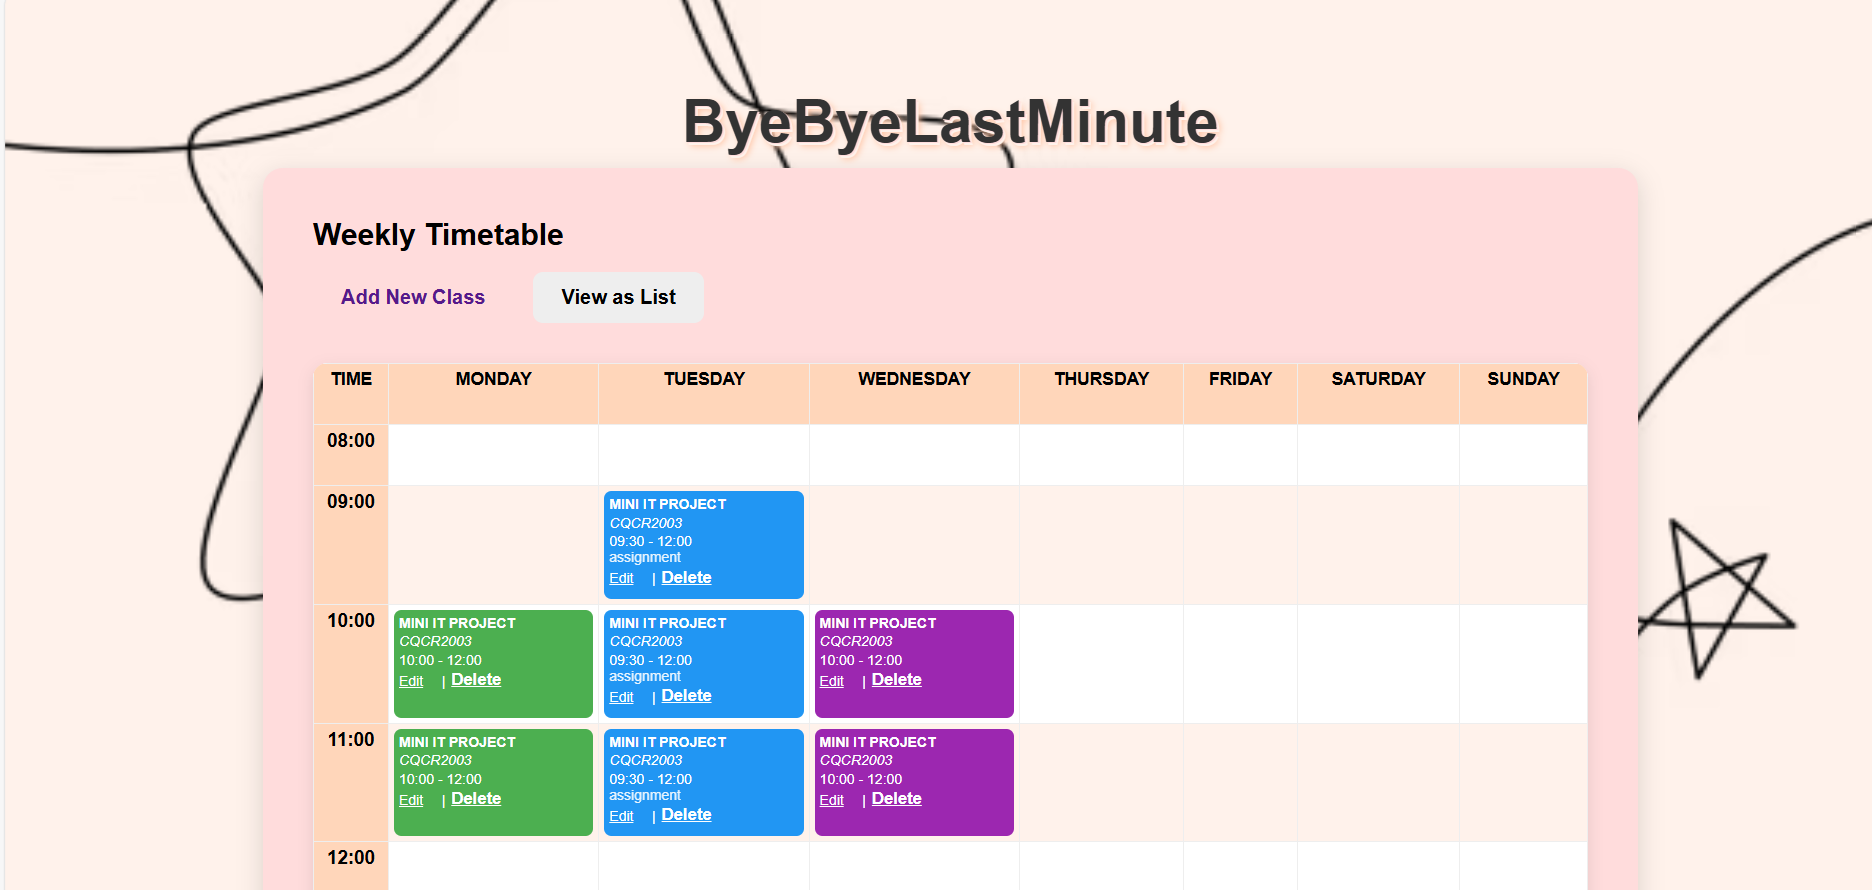 ByeByeLastMinute
Weekly Timetable
Add New Class View as List
TIME MONDAY TUESDAY WEDNESDAY THURSDAY FRIDAY SATURDAY SUNDAY
08:00
09:00
MINI IT PROJECT
CQCR2003
09:30 - 12:00
assignment
Edit | Delete
10:00
MINI IT PROJECT
CQCR2003
10:00 - 12:00
Edit | Delete
MINI IT PROJECT
CQCR2003
09:30 - 12:00
assignment
Edit | Delete
MINI IT PROJECT
CQCR2003
10:00 - 12:00
Edit | Delete
11:00
MINI IT PROJECT
CQCR2003
10:00 - 12:00
Edit | Delete
MINI IT PROJECT
CQCR2003
09:30 - 12:00
assignment
Edit | Delete
MINI IT PROJECT
CQCR2003
10:00 - 12:00
Edit | Delete
12:00